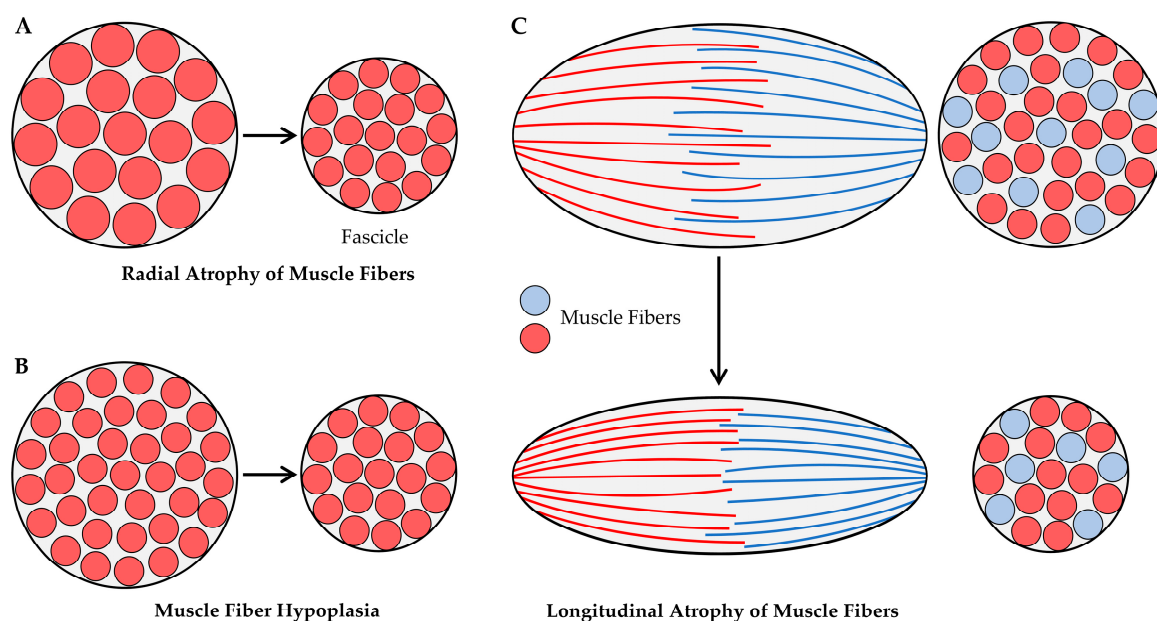 A
Fascicle
Radial Atrophy of Muscle Fibers
B
Muscle Fiber Hypoplasia
C
Muscle Fibers
Longitudinal Atrophy of Muscle Fibers